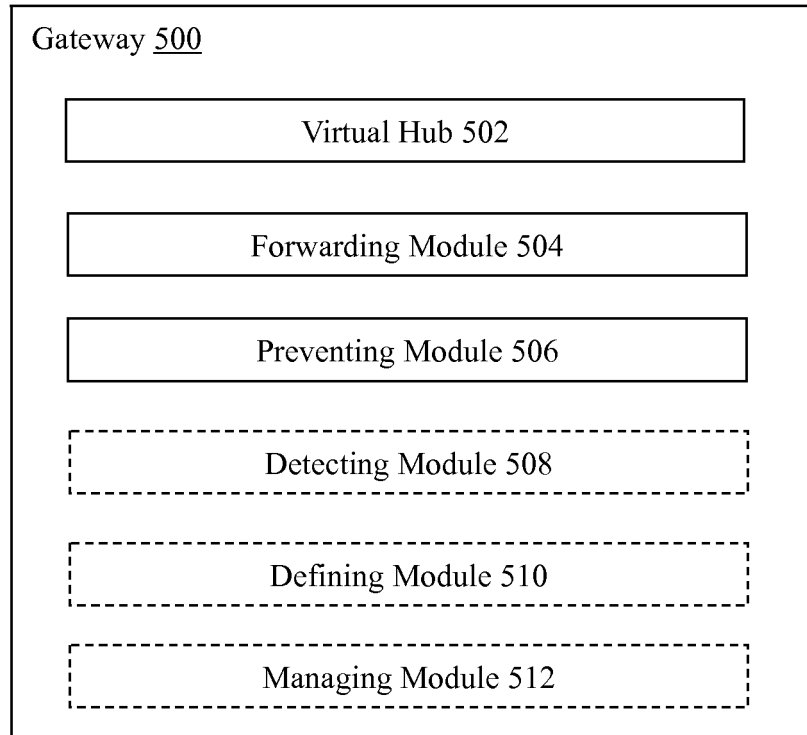 Gateway 500
Virtual Hub 502
Forwarding Module 504
Preventing Module 506
Detecting Module 508
Defining Module 510
Managing Module 512